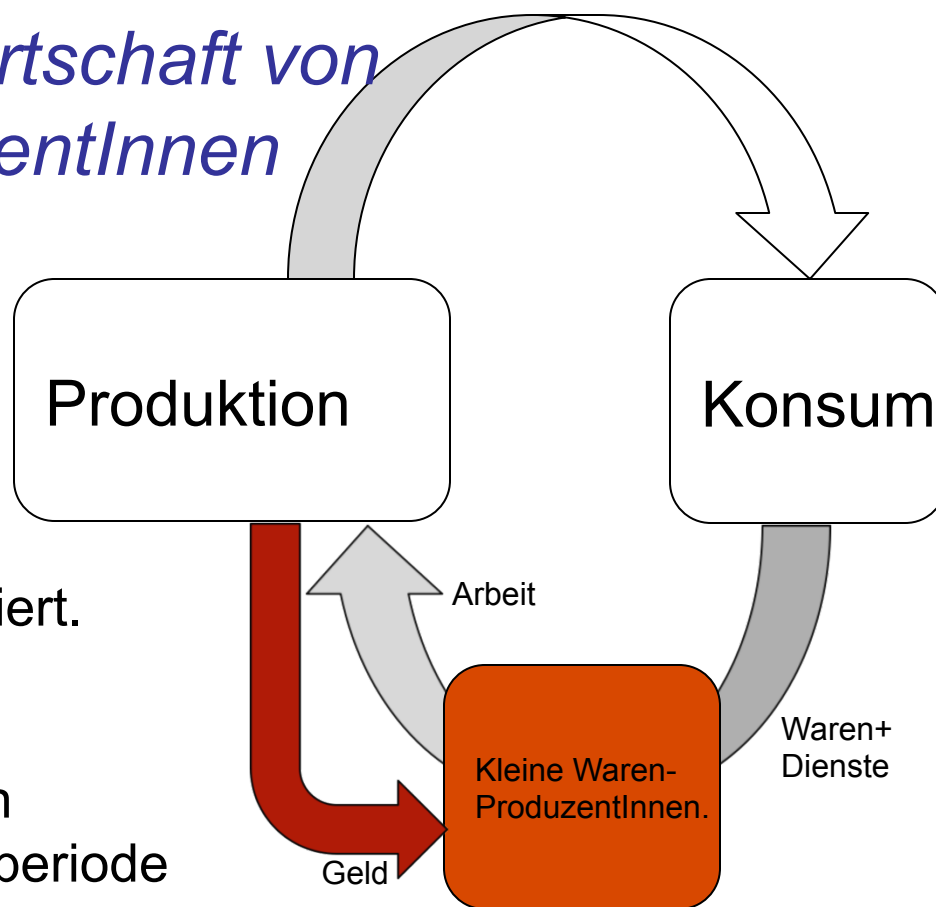 rtschaft von
entInnen
Produktion
Konsum
iert.
Arbeit
Waren+
Dienste
Kleine Waren-
ProduzentInnen.
n
periode
Geld